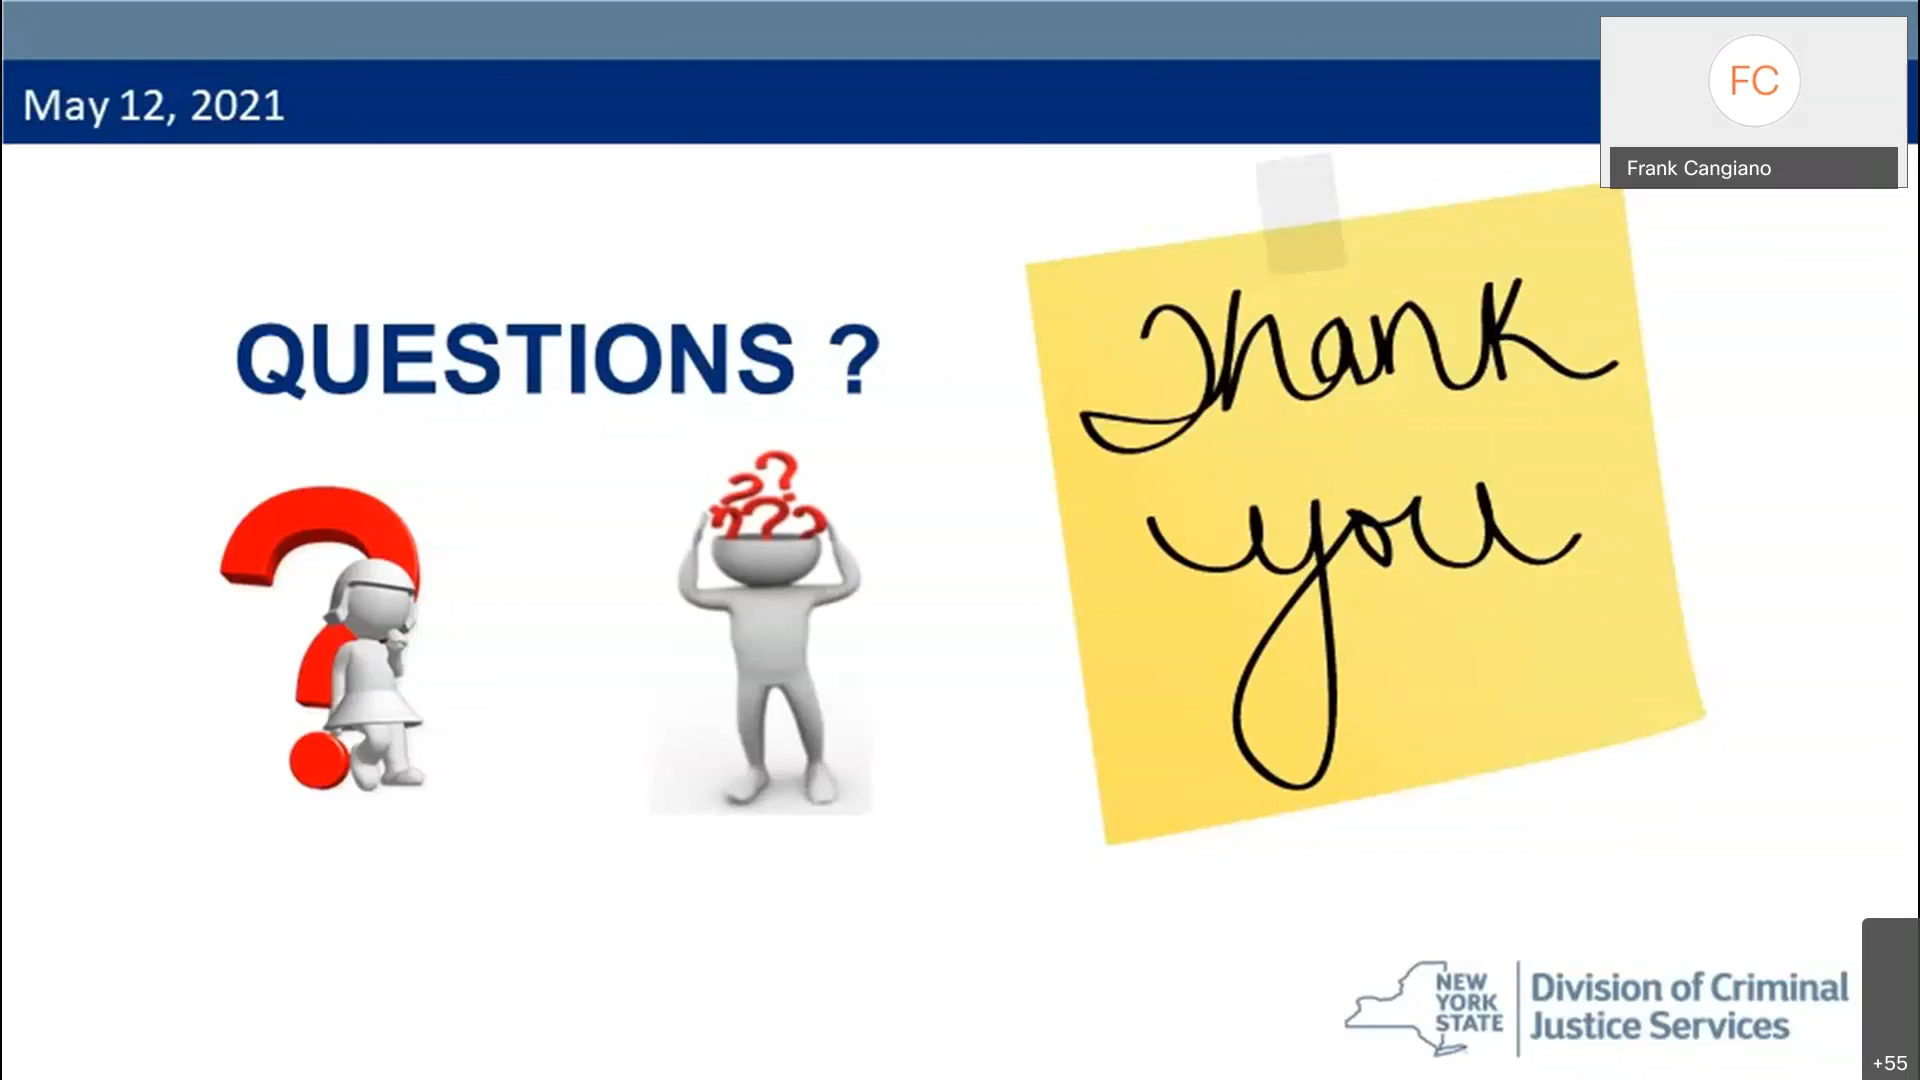 May 12, 2021
FC
Frank Cangiano
QUESTIONS ?
Thank
you
NEW
YORK
STATE
Division of Criminal
Justice Services
+55